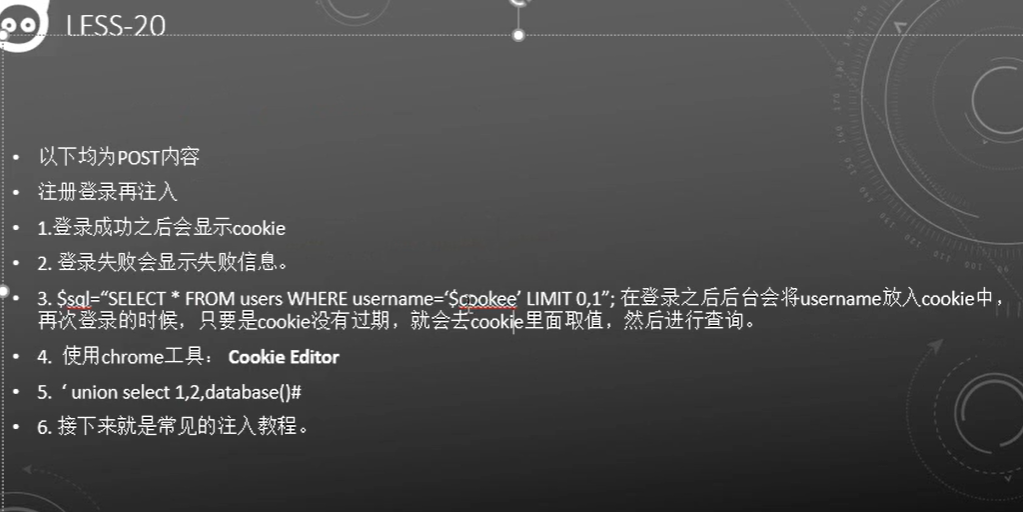 LESS-20
• 以下均为POST内容
• 注册登录再注入
• 1.登录成功之后会显示cookie
• 2. 登录失败会显示失败信息。
• 3. $sql=“SELECT * FROM users WHERE username=‘$cookee’ LIMIT 0,1”; 在登录之后后台会将username放入cookie中，
再次登录的时候，只要是cookie没有过期，就会去cookie里面取值，然后进行查询。
• 4. 使用chrome工具： Cookie Editor
• 5. ‘ union select 1,2,database()#
• 6. 接下来就是常见的注入教程。